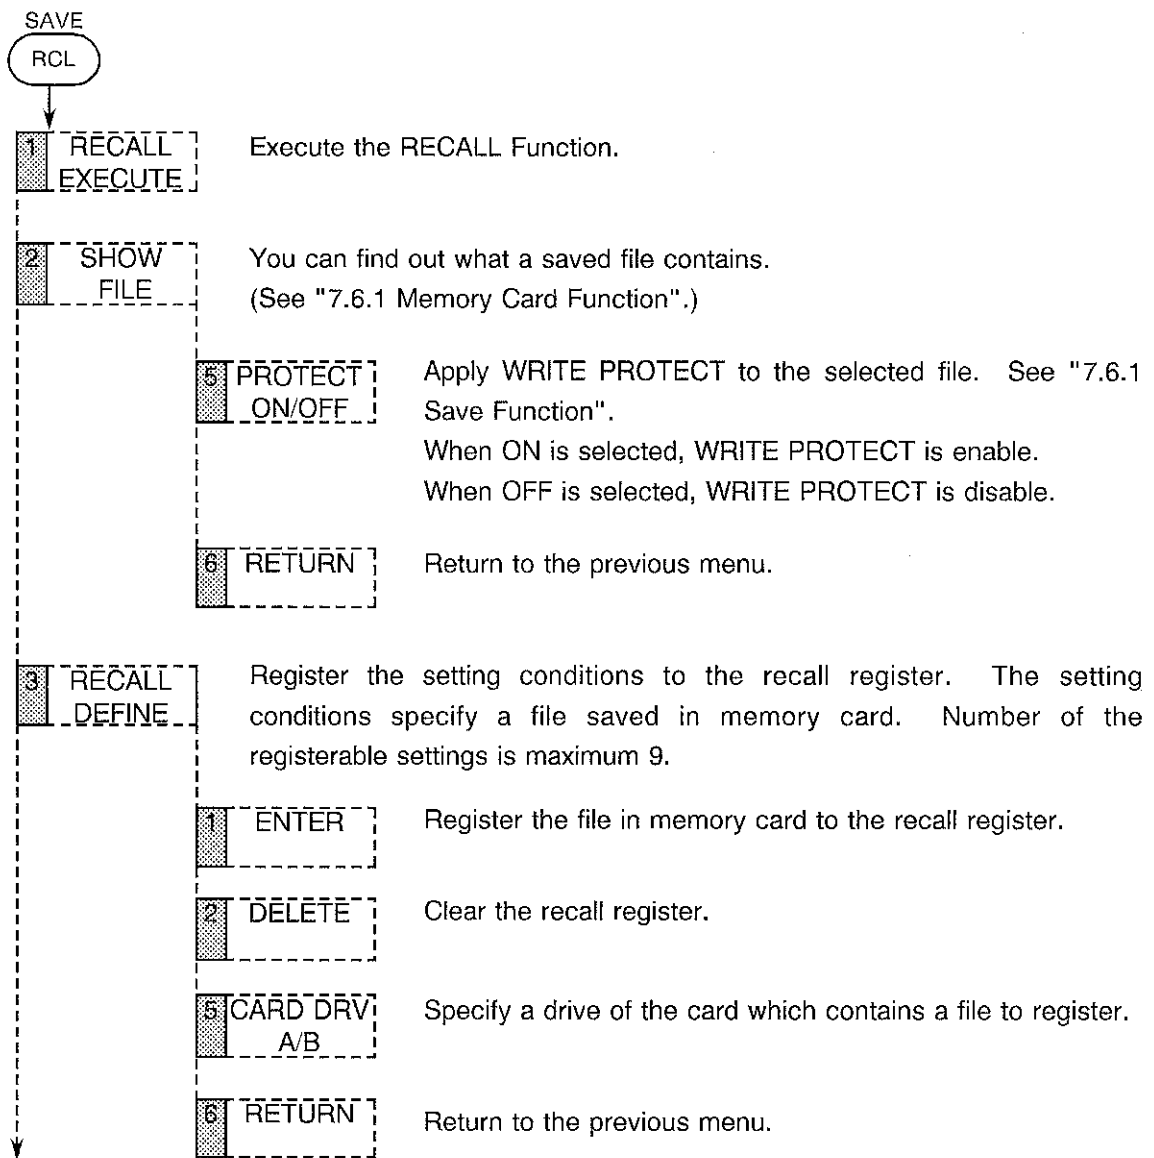 SAVE
RCL
1 RECALL EXECUTE
Execute the RECALL Function.
2 SHOW FILE
You can find out what a saved file contains.
(See "7.6.1 Memory Card Function".)
5 PROTECT ON/OFF
Apply WRITE PROTECT to the selected file. See "7.6.1
Save Function".
When ON is selected, WRITE PROTECT is enable.
When OFF is selected, WRITE PROTECT is disable.
6 RETURN
Return to the previous menu.
3 RECALL DEFINE
Register the setting conditions to the recall register. The setting
conditions specify a file saved in memory card. Number of the
registerable settings is maximum 9.
1 ENTER
Register the file in memory card to the recall register.
2 DELETE
Clear the recall register.
5 CARD DRV A/B
Specify a drive of the card which contains a file to register.
6 RETURN
Return to the previous menu.